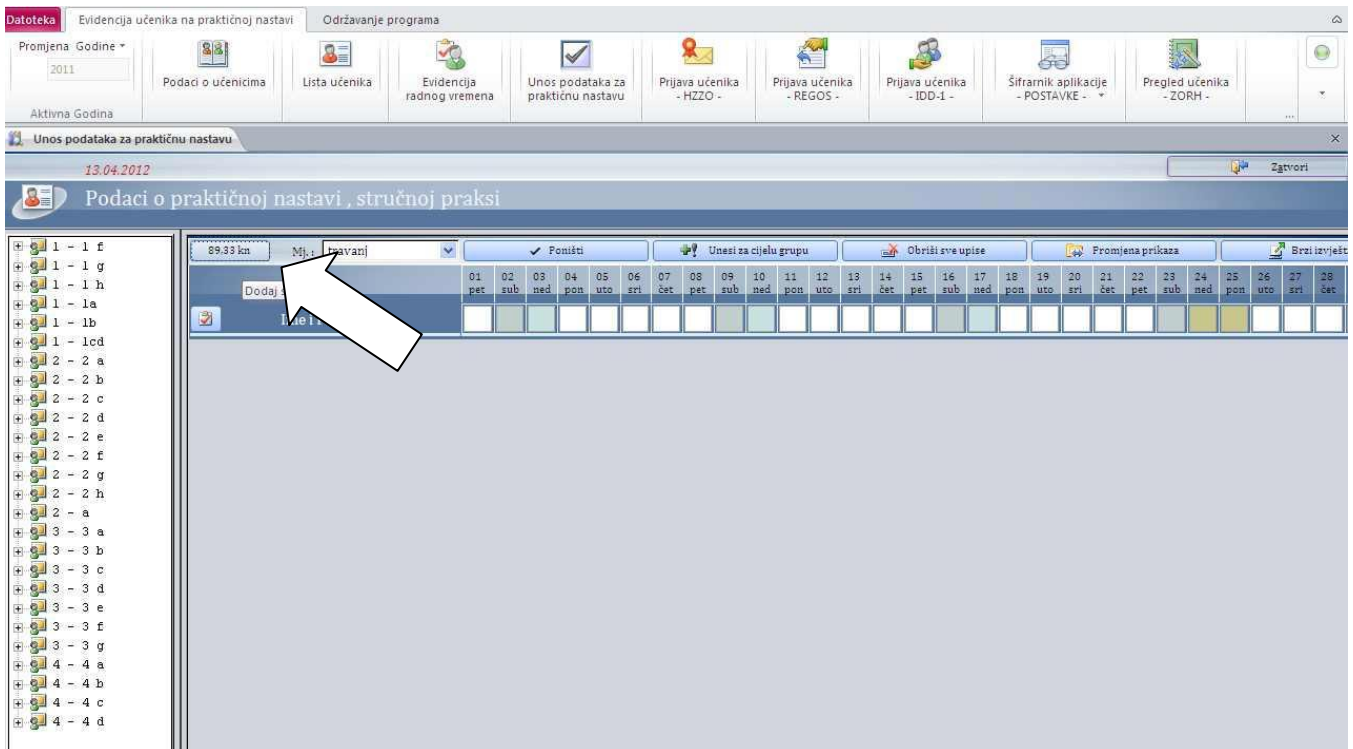 Datoteka Evidencija učenika na praktičnoj nastavi Održavanje programa
Promjena Godine
2011
Aktivna Godina
Podaci o učenicima
Lista učenika
Evidencija
radnog vremena
Unos podataka za
praktičnu nastavu
Prijava učenika
- HZZO -
Prijava učenika
- REGOS -
Prijava učenika
- IDD-1 -
Šifrarnik aplikacije
- POSTAVKE -
Pregled učenika
- ZORH -
...
Unos podataka za praktičnu nastavu
13.04.2012
Zatvori
Podaci o praktičnoj nastavi , stručnoj praksi
1 - 1 f
1 - 1 g
1 - 1 h
1 - 1a
1 - 1b
1 - 1cd
2 - 2 a
2 - 2 b
2 - 2 c
2 - 2 d
2 - 2 e
2 - 2 f
2 - 2 g
2 - 2 h
2 - a
3 - 3 a
3 - 3 b
3 - 3 c
3 - 3 d
3 - 3 e
3 - 3 f
3 - 3 g
4 - 4 a
4 - 4 b
4 - 4 c
4 - 4 d
89,33 kn Mj. : travanj Poništi Unesi za cijelu grupu Obriši sve upise Promjena prikaza Brzi izvješt
01 02 03 04 05 06 07 08 09 10 11 12 13 14 15 16 17 18 19 20 21 22 23 24 25 26 27 28
pet sub ned pon uto sri čet pet sub ned pon uto sri čet pet sub ned pon uto sri čet pet sub ned pon uto sri čet
Dodaj